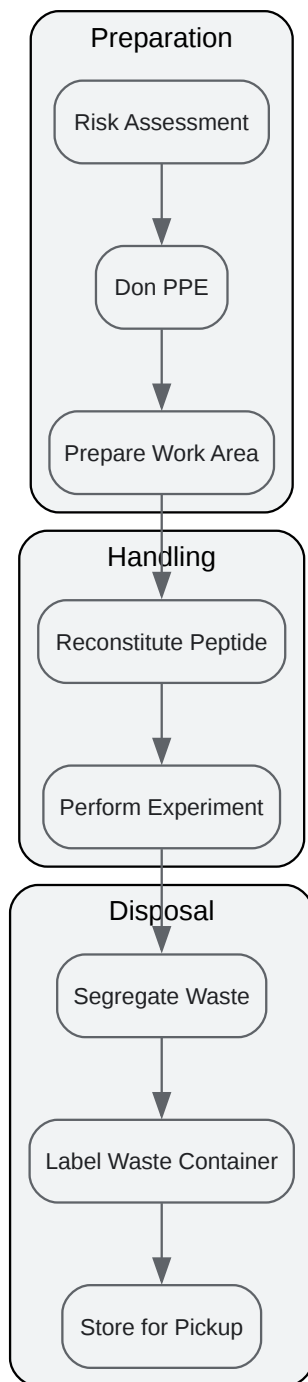 Preparation
Risk Assessment
Don PPE
Prepare Work Area
Handling
Reconstitute Peptide
Perform Experiment
Disposal
Segregate Waste
Label Waste Container
Store for Pickup